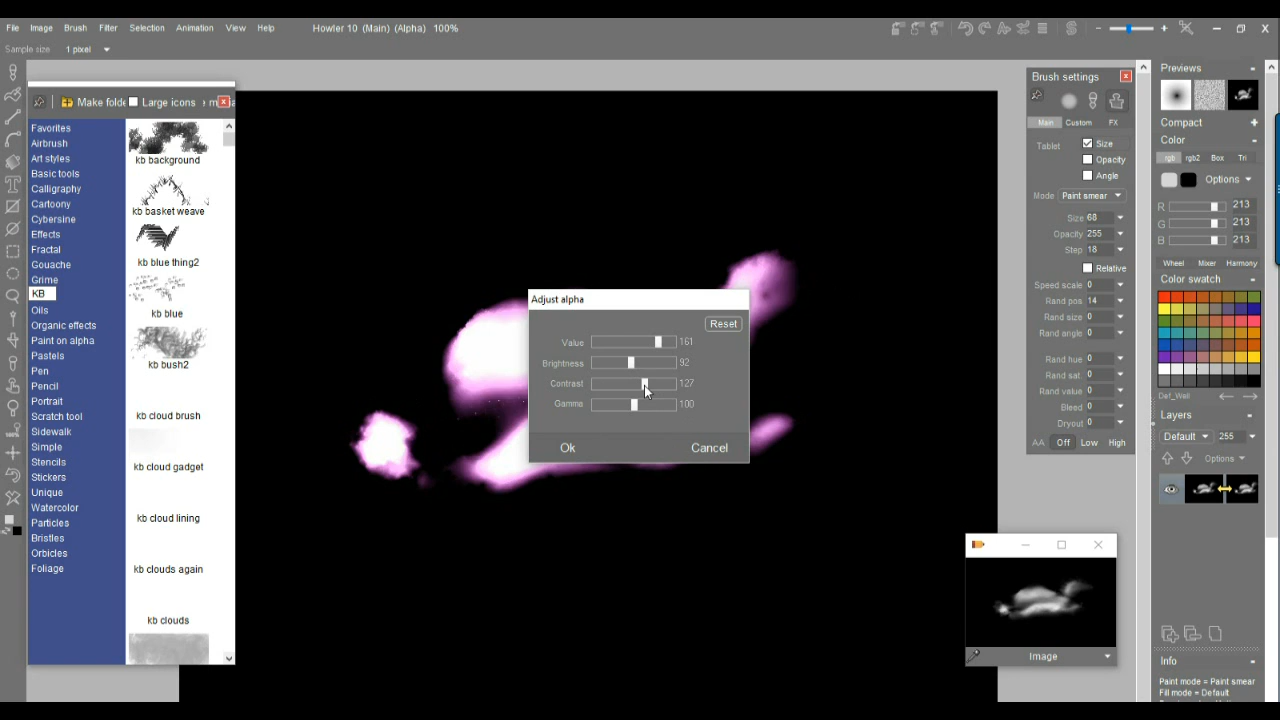 File Image Brush Filter Selection Animation View Help Howler 10 (Main) (Alpha) 100%
Sample size 1 pixel
Make folde Large icons
Favorites
Airbrush
Art styles
Basic tools
Calligraphy
Cartoony
Cybersine
Effects
Fractal
Gouache
Grime
KB
Oils
Organic effects
Paint on alpha
Pastels
Pen
Pencil
Portrait
Scratch tool
Sidewalk
Simple
Stencils
Stickers
Unique
Watercolor
Particles
Bristles
Orbicles
Foliage
kb background
kb basket weave
kb blue thing2
kb blue
kb bush2
kb cloud brush
kb cloud gadget
kb cloud lining
kb clouds again
kb clouds
Adjust alpha
Reset
Value 161
Brightness 92
Contrast 127
Gamma 100
Ok Cancel
Image
Brush settings
Main Custom FX
Tablet Size
Opacity
Angle
Mode Paint smear
Size 68
Opacity 255
Step 18
Relative
Speed scale 0
Rand pos 14
Rand size 0
Rand angle 0
Rand hue 0
Rand sat. 0
Rand value 0
Bleed 0
Dryout 0
AA Off Low High
Previews
Compact
Color
rgb rgb2 Box Tri
Options
R 213
G 213
B 213
Wheel Mixer Harmony
Color swatch
Def_Well
Layers
Default 255
Options
Info
Paint mode = Paint smear
Fill mode = Default